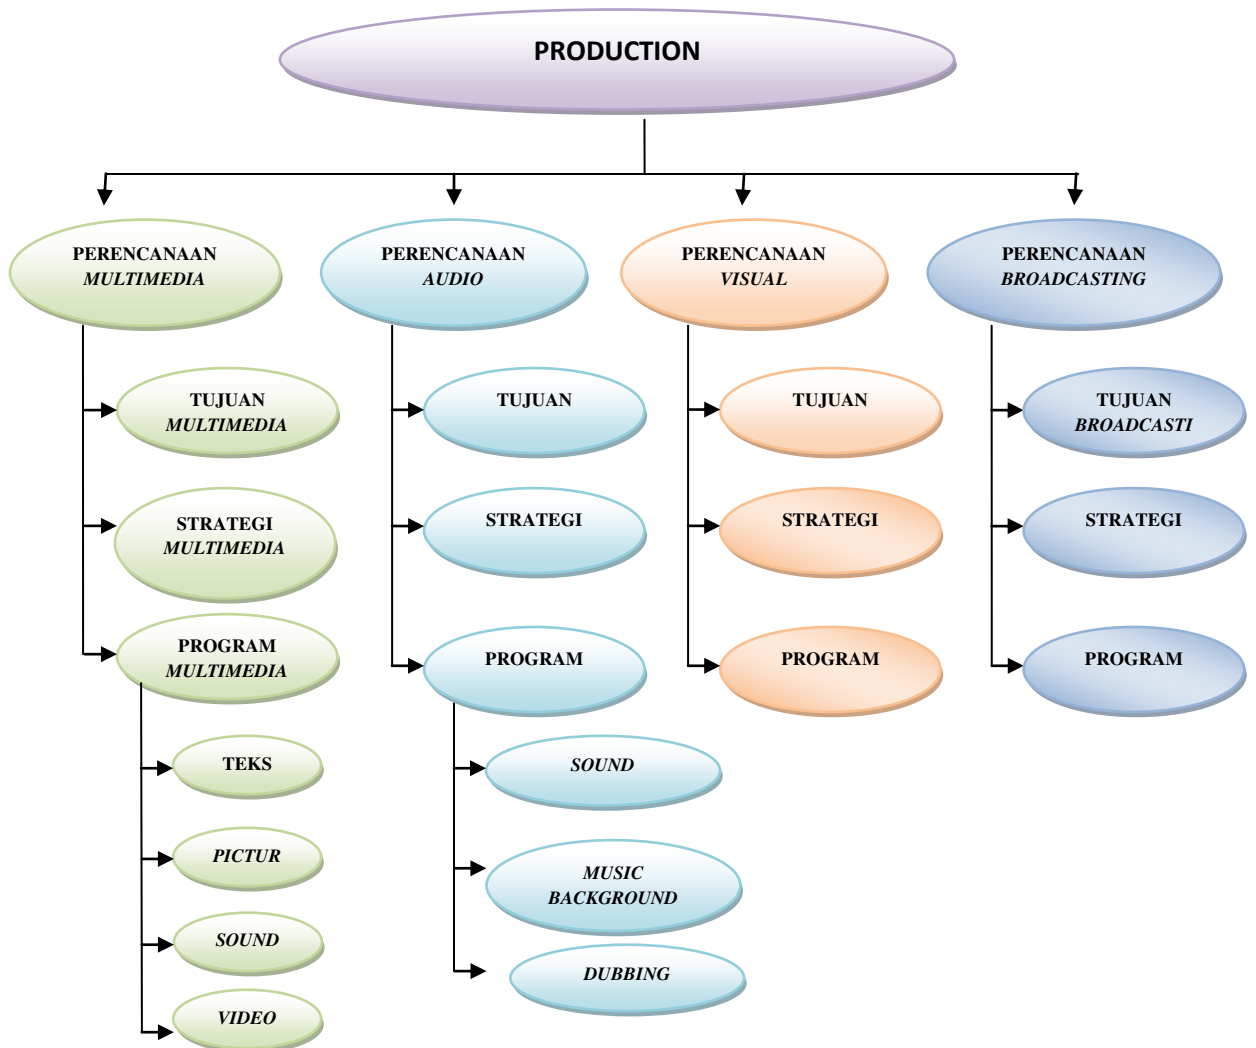 PRODUCTION
PERENCANAAN
MULTIMEDIA
PERENCANAAN
AUDIO
PERENCANAAN
VISUAL
PERENCANAAN
BROADCASTING
TUJUAN
MULTIMEDIA
TUJUAN
TUJUAN
TUJUAN
BROADCASTI
STRATEGI
MULTIMEDIA
STRATEGI
STRATEGI
STRATEGI
PROGRAM
MULTIMEDIA
PROGRAM
PROGRAM
PROGRAM
TEKS
SOUND
PICTUR
MUSIC
BACKGROUND
SOUND
DUBBING
VIDEO